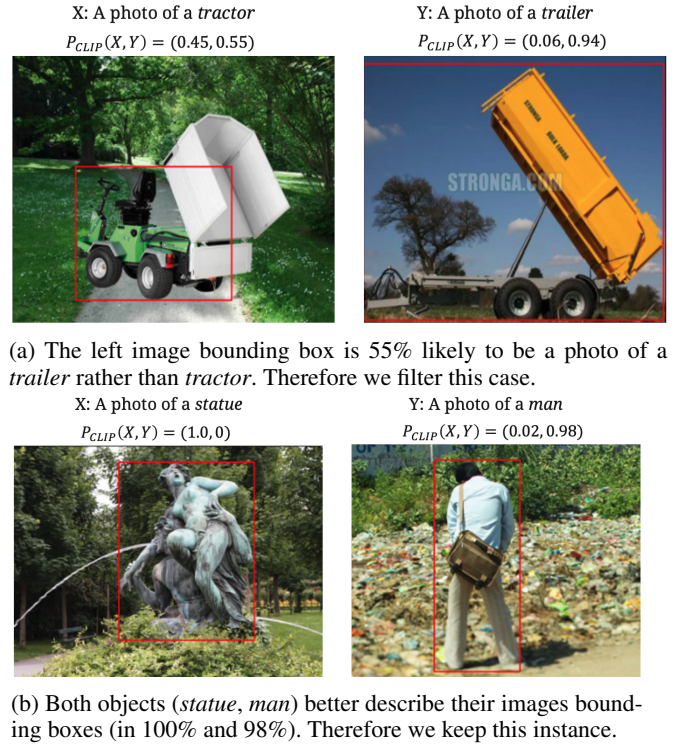 X: A photo of a tractor
Y: A photo of a trailer
P_CLIP(X, Y) = (0.45, 0.55)
P_CLIP(X, Y) = (0.06, 0.94)
STRONGA
STRONGA.COM
(a) The left image bounding box is 55% likely to be a photo of a
trailer rather than tractor. Therefore we filter this case.
X: A photo of a statue
Y: A photo of a man
P_CLIP(X, Y) = (1.0, 0)
P_CLIP(X, Y) = (0.02, 0.98)
(b) Both objects (statue, man) better describe their images bound-
ing boxes (in 100% and 98%). Therefore we keep this instance.